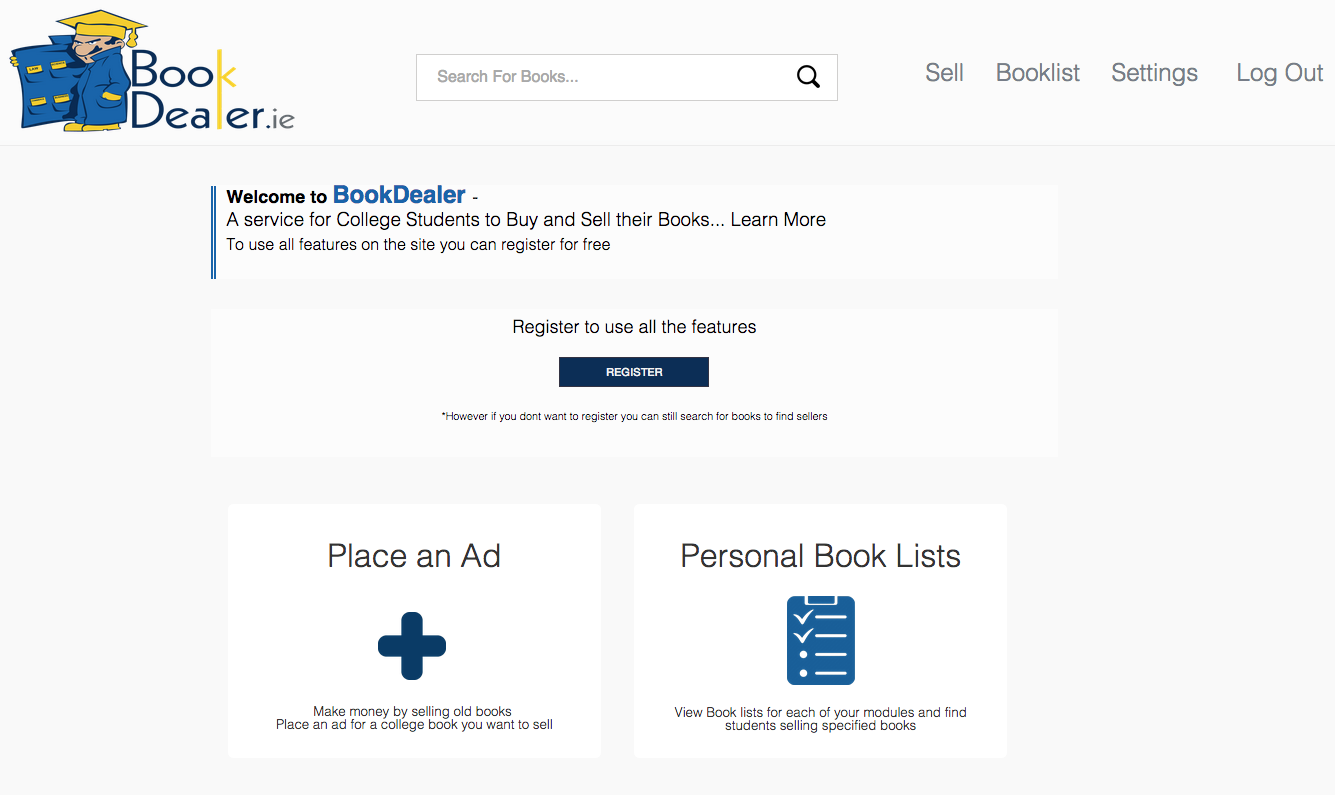 Book
Dealer.ie
LAW
Search For Books...
Sell
Booklist
Settings
Log Out
Welcome to BookDealer -
A service for College Students to Buy and Sell their Books... Learn More
To use all features on the site you can register for free
Register to use all the features
REGISTER
*However if you dont want to register you can still search for books to find sellers
Place an Ad
Make money by selling old books
Place an ad for a college book you want to sell
Personal Book Lists
View Book lists for each of your modules and find
students selling specified books